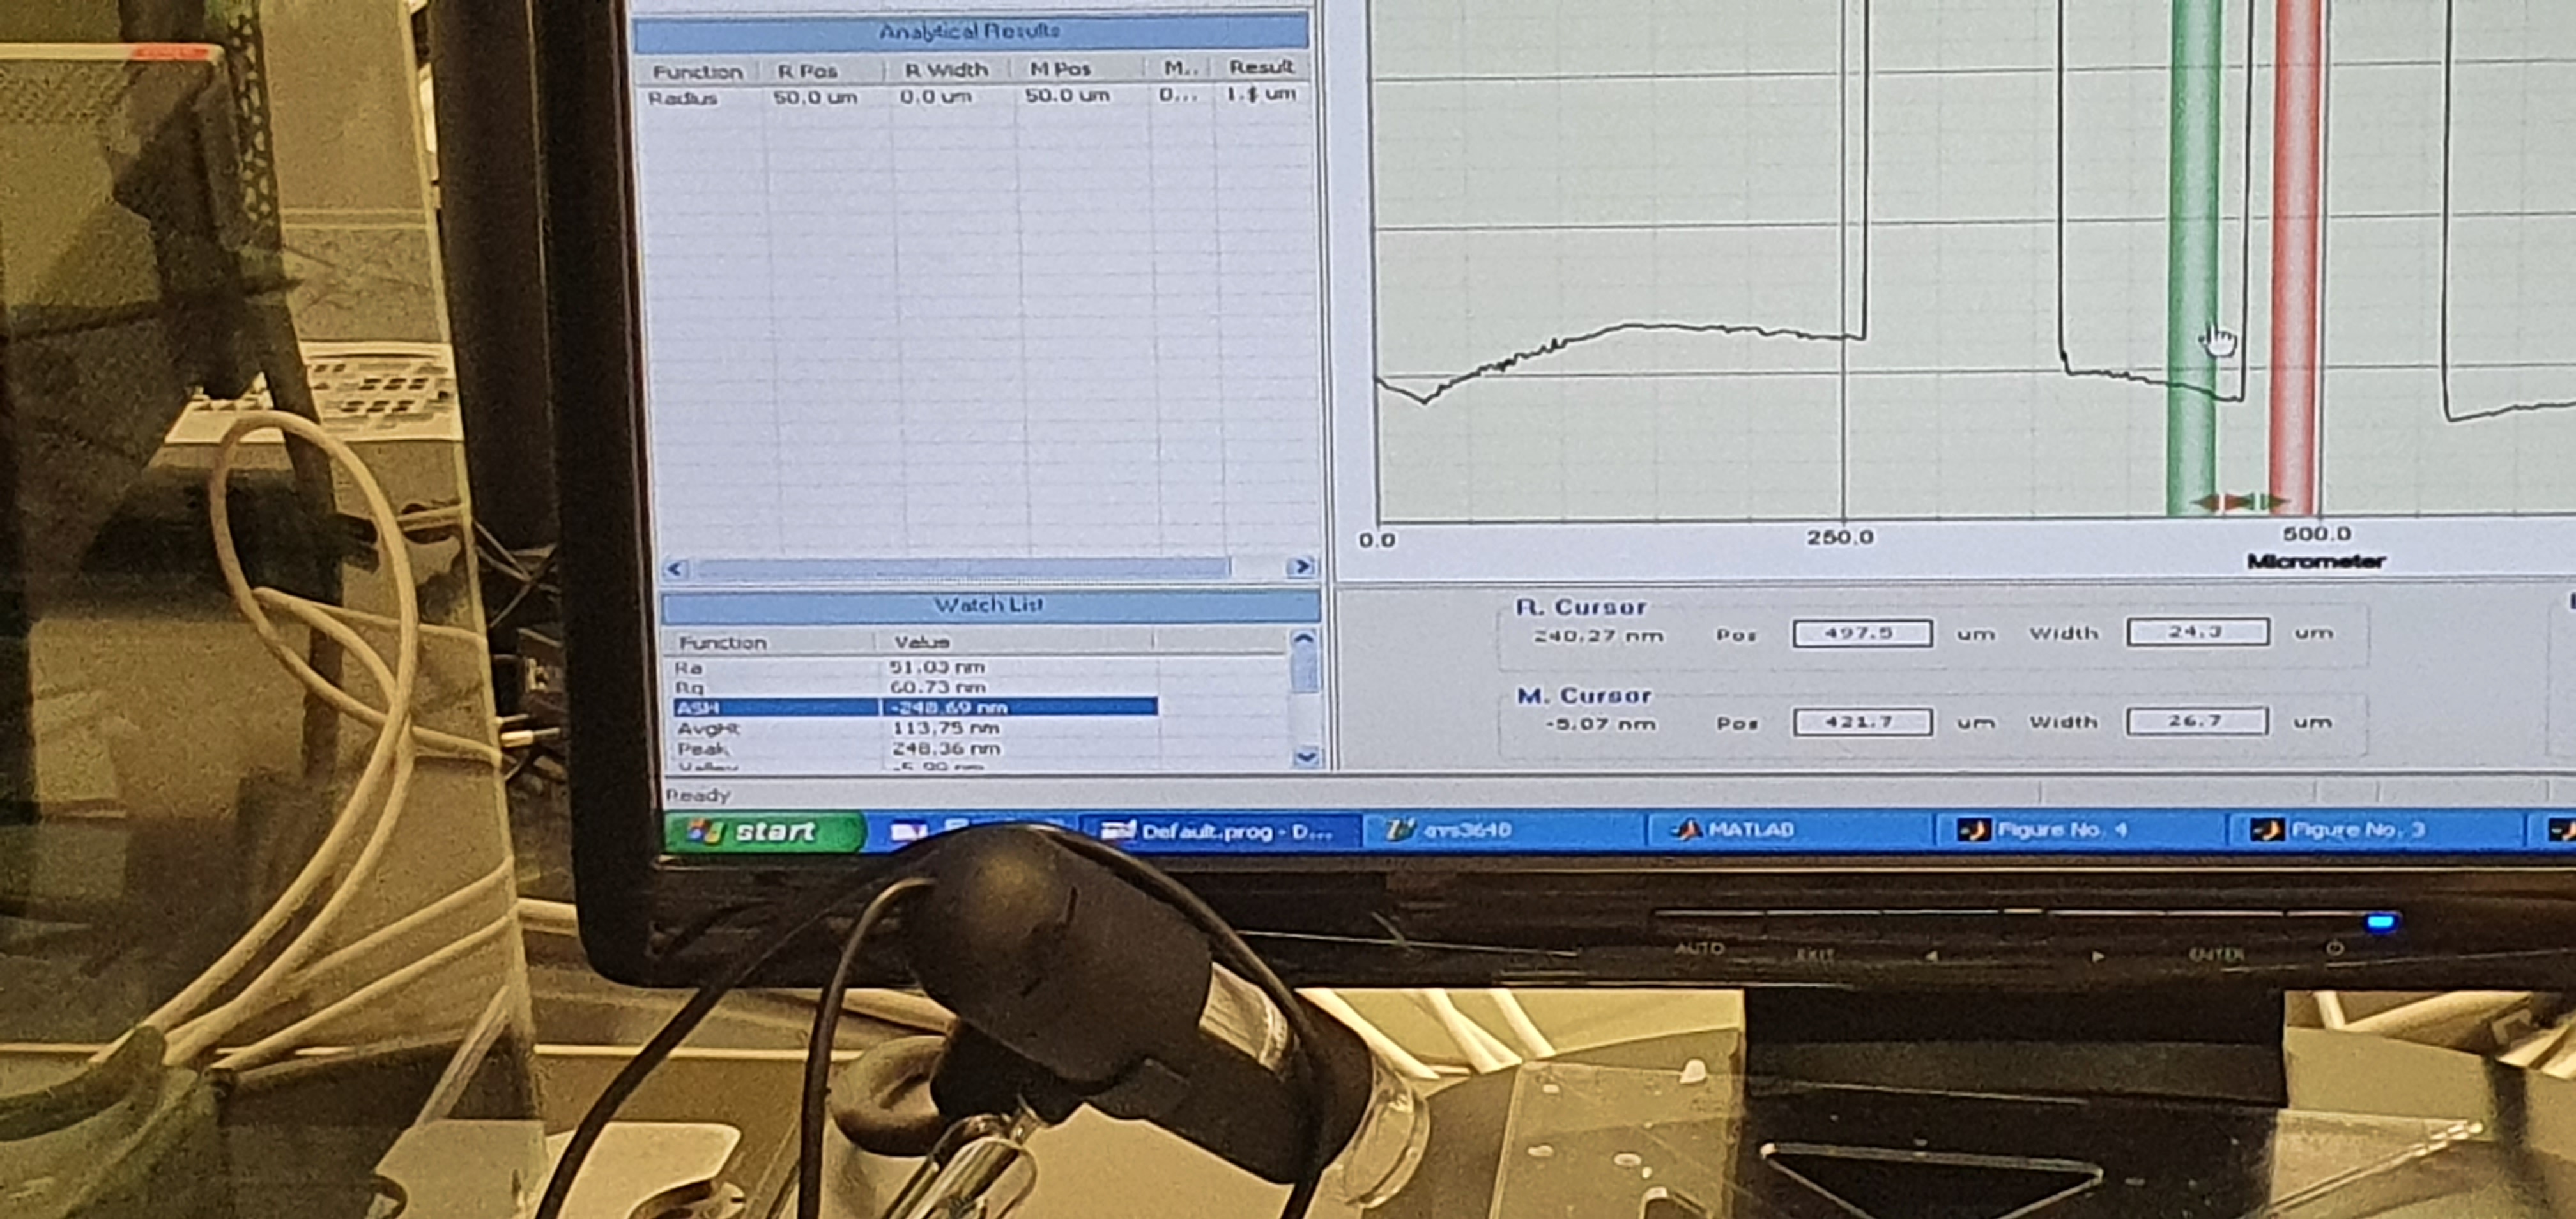 Analytical Results
Function R Pos R Width M Pos M.. Result
Radius 50.0 um 0.0 um 50.0 um 0... um
0.0 250.0 500.0
Micrometer
Watch List
Function Value
Ra 51.03 nm
Rq 60.73 nm
ASH nm
AvgHt 113.75 nm
Peak 248.36 nm
R. Cursor
240.27 nm Pos 497.5 um Width 24.3 um
M. Cursor
-5.07 nm Pos 421.7 um Width 26.7 um
Ready
start Default.prog - D... MATLAB Figure No. 4 Figure No. 3
AUTO EXIT ENTER